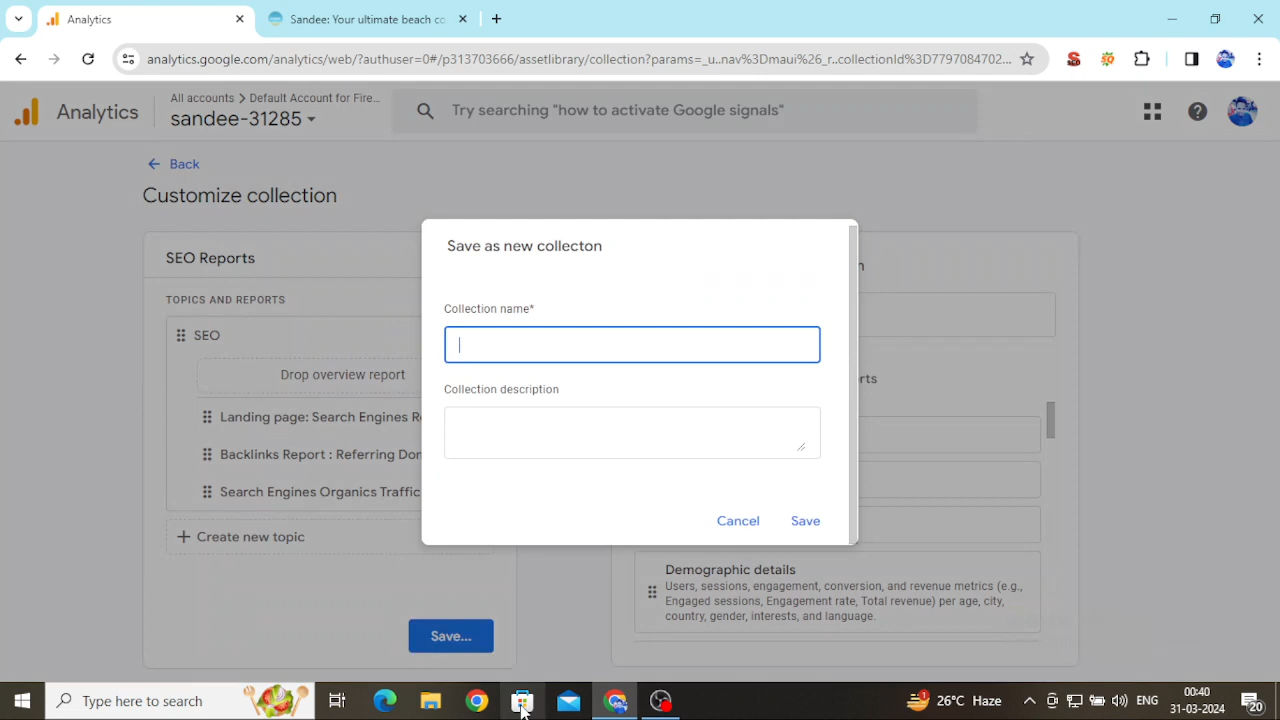 Analytics
Sandee: Your ultimate beach co
analytics.google.com/analytics/web/?authuser=0#/p313703666/assetlibrary/collection?params=_u..nav%3Dmaui%26_r..collectionId%3D7797084702...
Analytics
All accounts > Default Account for Fire...
sandee-31285
Try searching "how to activate Google signals"
Back
Customize collection
SEO Reports
TOPICS AND REPORTS
SEO
Drop overview report
Landing page: Search Engines Re
Backlinks Report : Referring Don
Search Engines Organics Traffic
Create new topic
Save...
Save as new collecton
Collection name*
Collection description
Cancel
Save
n
rts
Demographic details
Users, sessions, engagement, conversion, and revenue metrics (e.g.,
Engaged sessions, Engagement rate, Total revenue) per age, city,
country, gender, interests, and language.
Type here to search
1
26°C Haze
ENG
00:40
31-03-2024
20